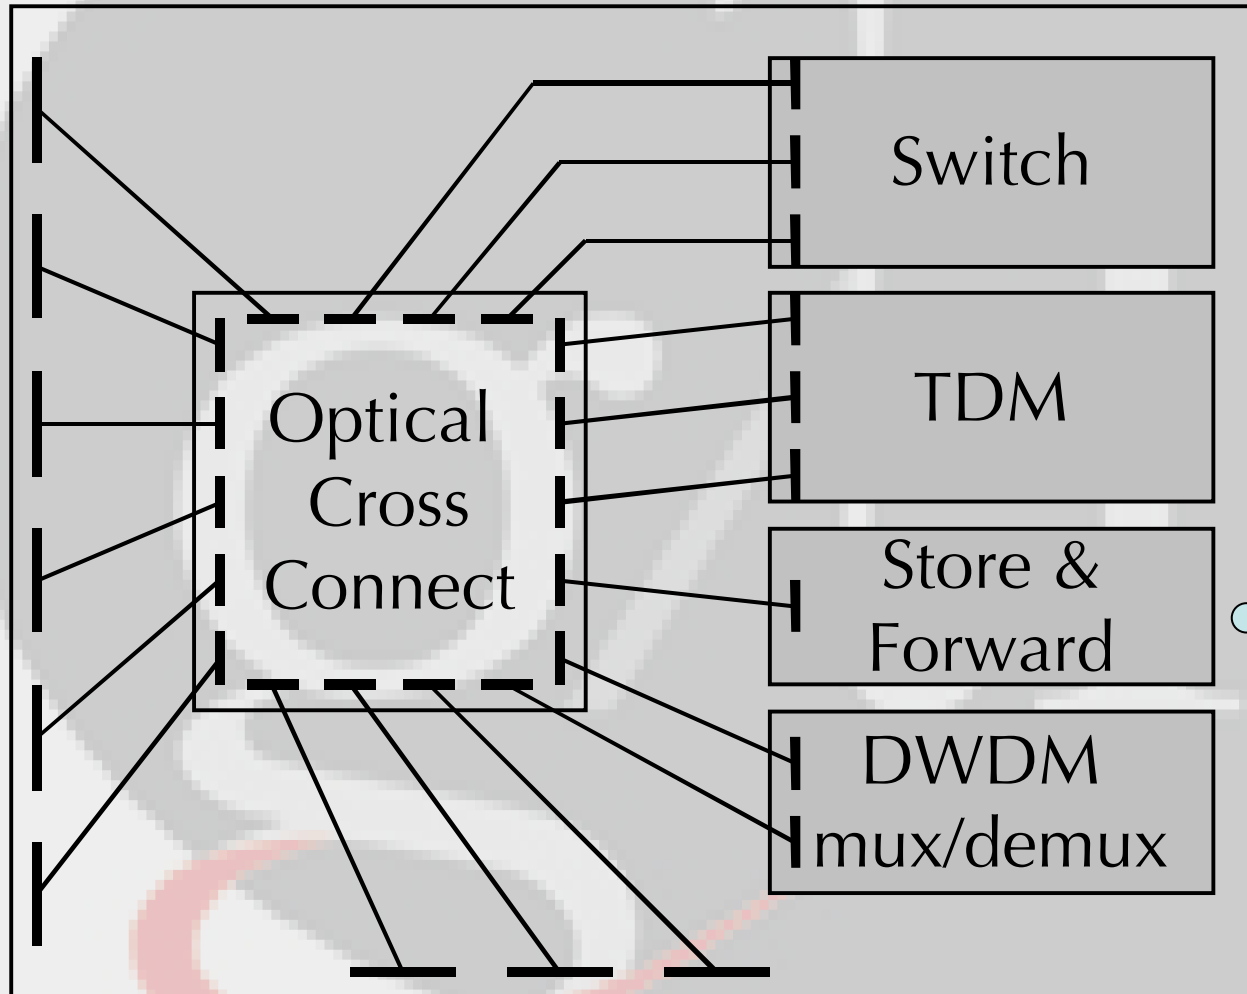 Switch
Optical
Cross
Connect
TDM
Store &
Forward
DWDM
mux/demux